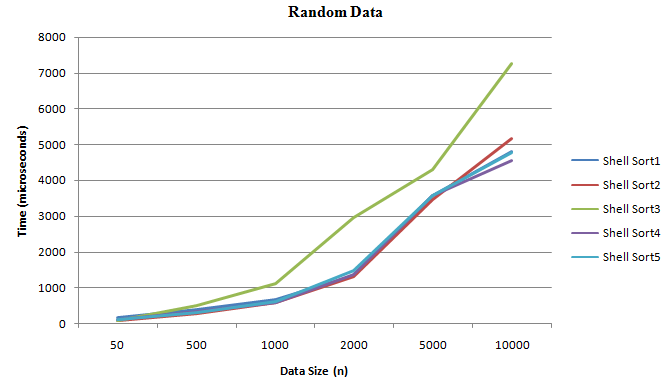 Random Data
8000
7000
6000
5000
4000
3000
2000
1000
0
Time (microseconds)
50 500 1000 2000 5000 10000
Data Size (n)
Shell Sort1
Shell Sort2
Shell Sort3
Shell Sort4
Shell Sort5